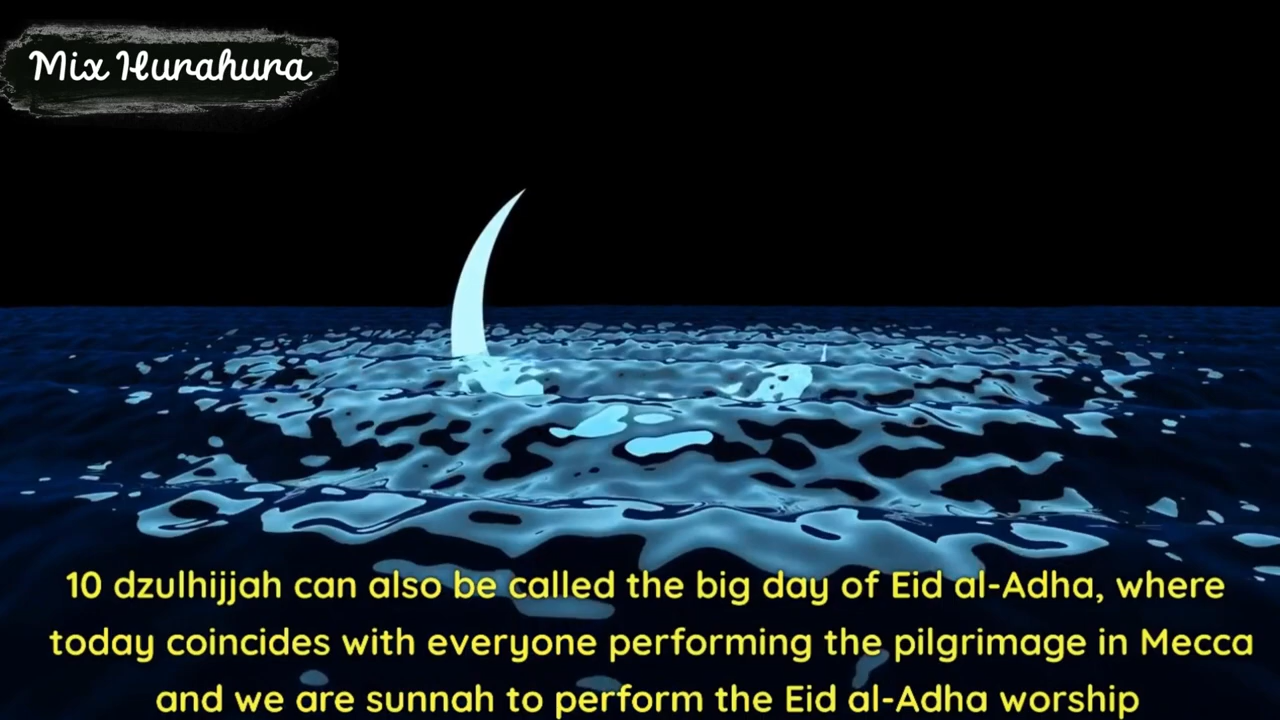 Mix Hurahura
10 dzulhijjah can also be called the big day of Eid al-Adha, where
today coincides with everyone performing the pilgrimage in Mecca
and we are sunnah to perform the Eid al-Adha worship